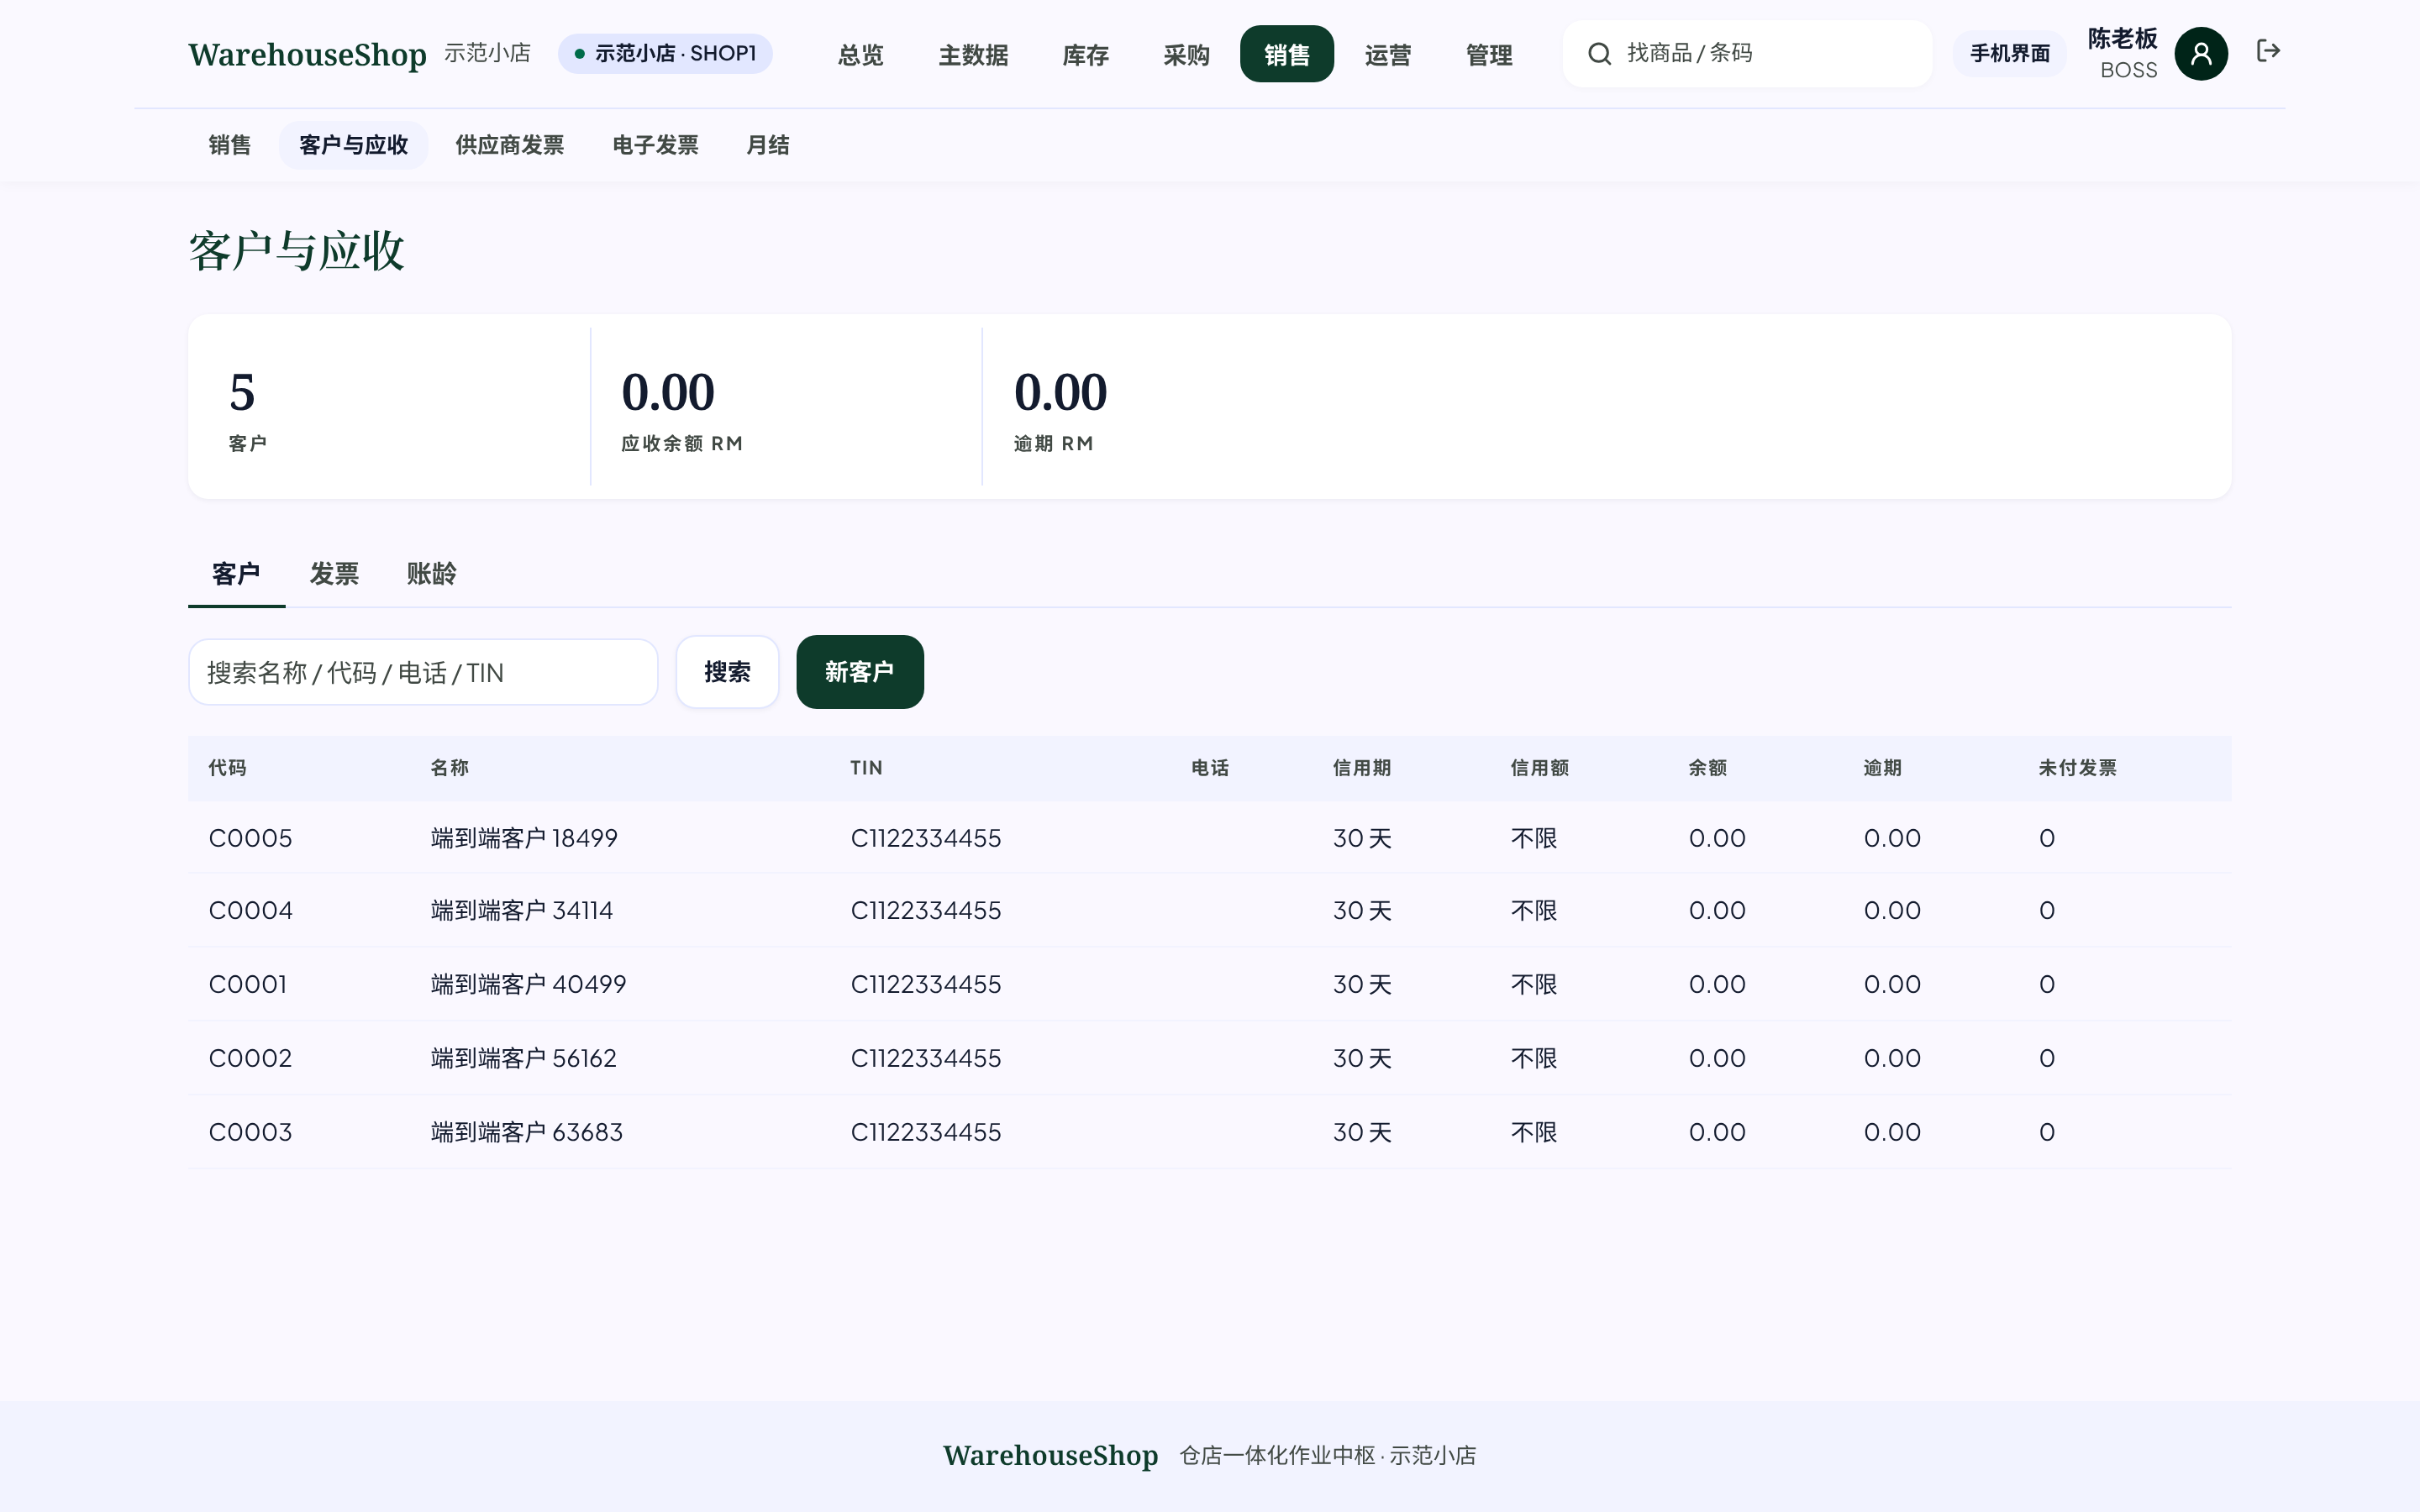 WarehouseShop 示范小店 示范小店 · SHOP1 总览 主数据 库存 采购 销售 运营 管理 找商品 / 条码 手机界面 陈老板
BOSS
销售 客户与应收 供应商发票 电子发票 月结
客户与应收
5 0.00 0.00
客户 应收余额 RM 逾期 RM
客户 发票 账龄
搜索名称 / 代码 / 电话 / TIN 搜索 新客户
代码 名称 TIN 电话 信用期 信用额 余额 逾期 未付发票
C0005 端到端客户 18499 C1122334455 30 天 不限 0.00 0.00 0
C0004 端到端客户 34114 C1122334455 30 天 不限 0.00 0.00 0
C0001 端到端客户 40499 C1122334455 30 天 不限 0.00 0.00 0
C0002 端到端客户 56162 C1122334455 30 天 不限 0.00 0.00 0
C0003 端到端客户 63683 C1122334455 30 天 不限 0.00 0.00 0
WarehouseShop 仓店一体化作业中枢 · 示范小店